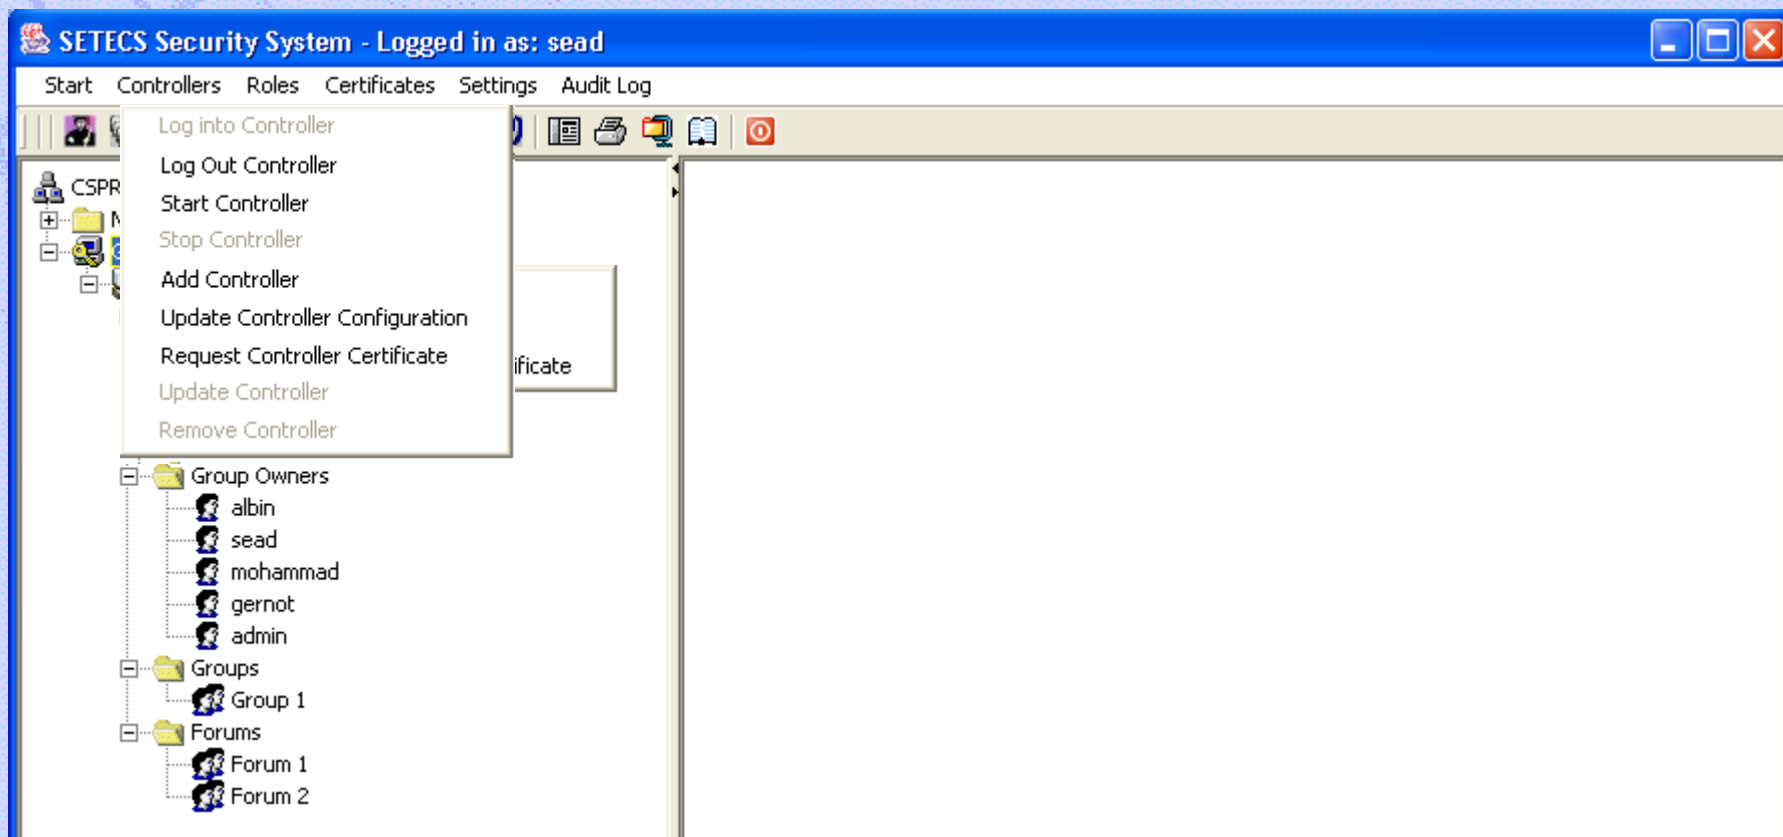 SETECS Security System - Logged in as: sead
Start Controllers Roles Certificates Settings Audit Log
Log into Controller
Log Out Controller
Start Controller
Stop Controller
Add Controller
Update Controller Configuration
Request Controller Certificate
Update Controller
Remove Controller
CSPR
ificate
Group Owners
albin
sead
mohammad
gernot
admin
Groups
Group 1
Forums
Forum 1
Forum 2